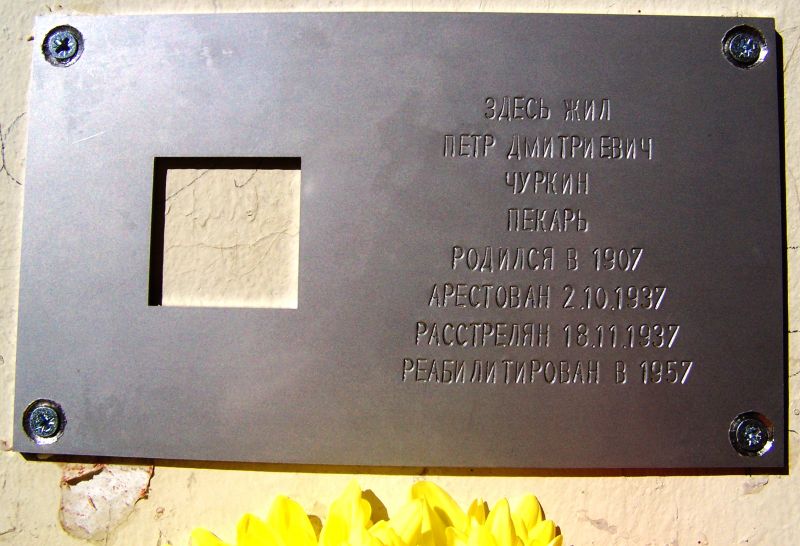 ЗДЕСЬ ЖИЛ
ПЕТР ДМИТРИЕВИЧ
ЧУРКИН
ПЕКАРЬ
РОДИЛСЯ В 1907
АРЕСТОВАН 2.10.1937
РАССТРЕЛЯН 18.11.1937
РЕАБИЛИТИРОВАН В 1957